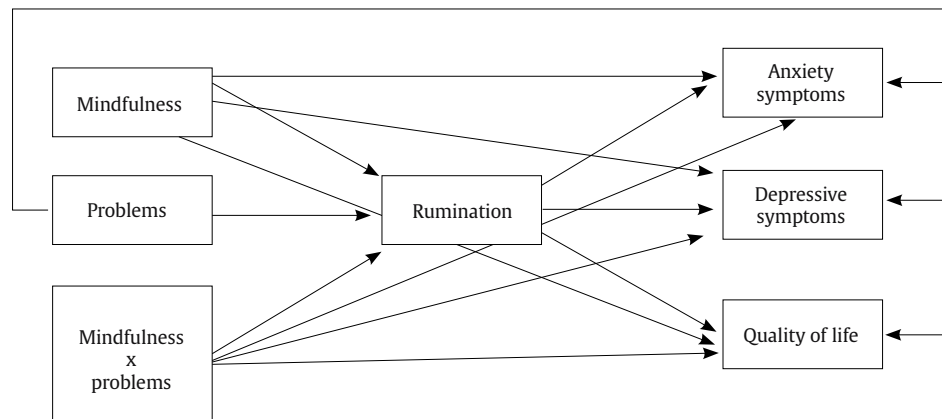 Mindfulness
Problems
Mindfulness
x
problems
Rumination
Anxiety
symptoms
Depressive
symptoms
Quality of life